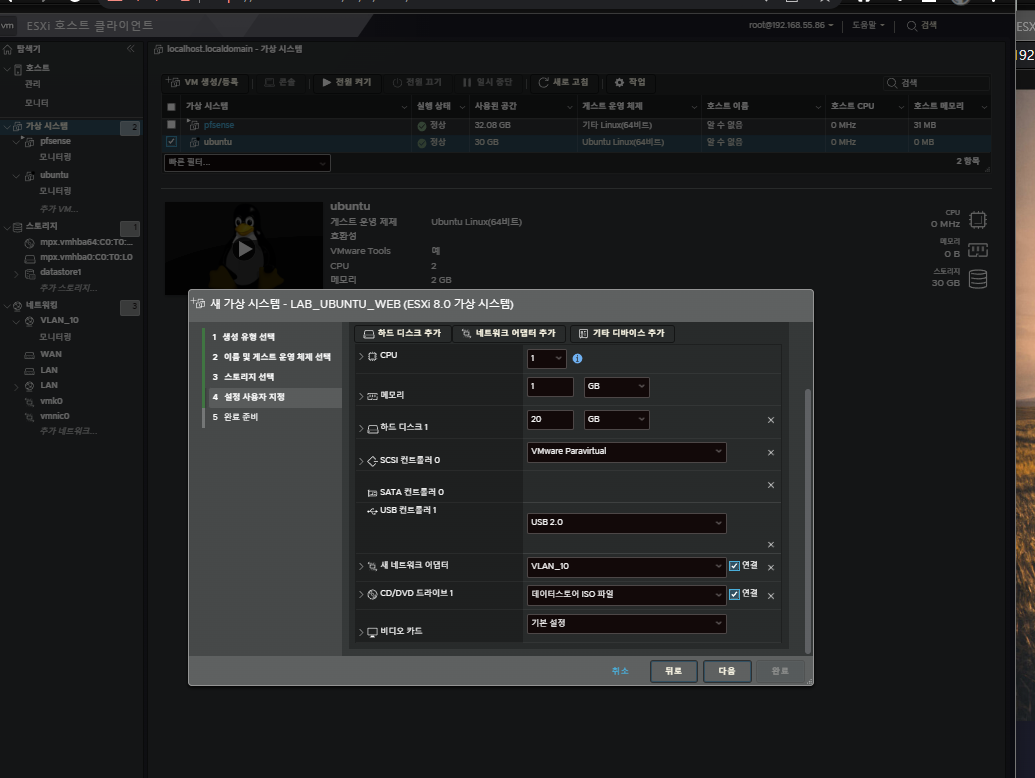 vm ESXi 호스트 클라이언트
root@192.168.55.86 도움말 검색
ESXi
192
탐색기
호스트
관리
모니터
가상 시스템 2
pfsense
모니터링
ubuntu
모니터링
추가 VM...
스토리지 1
mpx.vmhba64:C0:T0:...
mpx.vmhba0:C0:T0:L0
datastore1
추가 스토리지...
네트워킹 3
VLAN_10
모니터링
WAN
LAN
LAN
vmk0
vmnic0
추가 네트워크...
localhost.localdomain - 가상 시스템
VM 생성/등록 콘솔 전원 켜기 전원 끄기 일시 중단 새로 고침 작업 검색
가상 시스템 실행 상태 사용된 공간 게스트 운영 체제 호스트 이름 호스트 CPU 호스트 메모리
pfsense 정상 32.08 GB 기타 Linux(64비트) 알 수 없음 0 MHz 31 MB
ubuntu 정상 30 GB Ubuntu Linux(64비트) 알 수 없음 0 MHz 0 MB
빠른 필터... 2 항목
ubuntu
게스트 운영 체제 Ubuntu Linux(64비트)
호환성
VMware Tools 예
CPU 2
메모리 2 GB
CPU
0 MHz
메모리
0 B
스토리지
30 GB
새 가상 시스템 - LAB_UBUNTU_WEB (ESXi 8.0 가상 시스템)
1 생성 유형 선택
2 이름 및 게스트 운영 체제 선택
3 스토리지 선택
4 설정 사용자 지정
5 완료 준비
하드 디스크 추가 네트워크 어댑터 추가 기타 디바이스 추가
CPU 1
메모리 1 GB
하드 디스크 1 20 GB
SCSI 컨트롤러 0 VMware Paravirtual
SATA 컨트롤러 0
USB 컨트롤러 1 USB 2.0
새 네트워크 어댑터 VLAN_10 연결
CD/DVD 드라이브 1 데이터스토어 ISO 파일 연결
비디오 카드 기본 설정
취소 뒤로 다음 완료